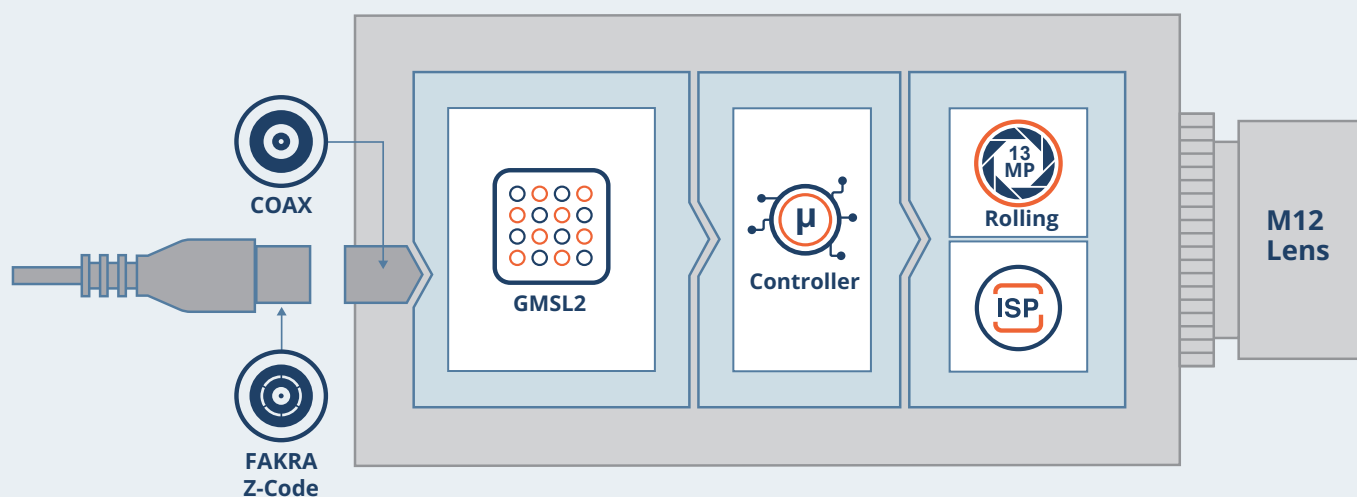 COAX
FAKRA
Z-Code
GMSL2
µ
Controller
13
MP
Rolling
ISP
M12
Lens